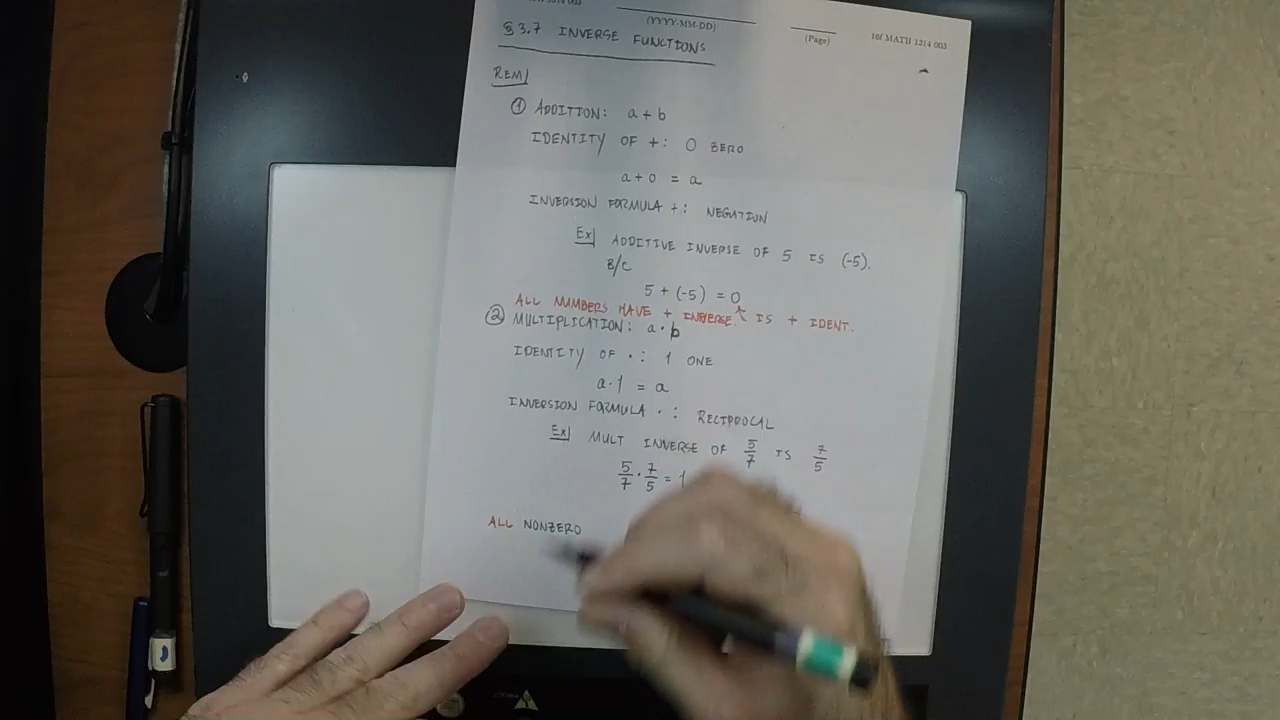 (YYYY-MM-DD)
(Page)
16f MATH 1314 003
§3.7 INVERSE FUNCTIONS
REM
① ADDITION: a + b
IDENTITY OF +: 0 ZERO
a + 0 = a
INVERSION FORMULA +: NEGATION
Ex ADDITIVE INVERSE OF 5 IS (-5).
B/C
5 + (-5) = 0
ALL NUMBERS HAVE + INVERSE. ↖ IS + IDENT.
② MULTIPLICATION: a · b
IDENTITY OF · : 1 ONE
a · 1 = a
INVERSION FORMULA · : RECIPROCAL
Ex MULT INVERSE OF 5/7 IS 7/5
5/7 · 7/5 = 1
ALL NONZERO